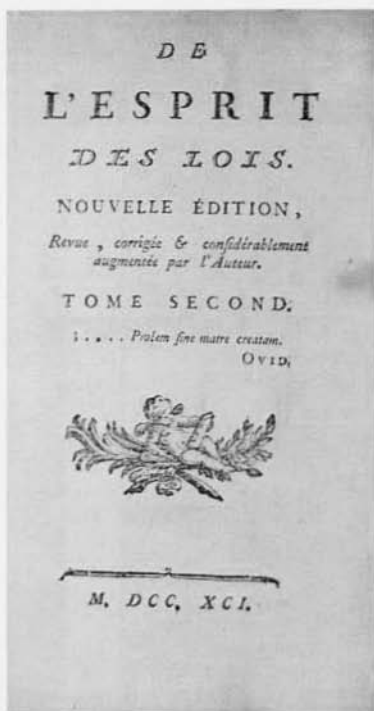 DE
L'ESPRIT
DES LOIS.
NOUVELLE ÉDITION,
Revue, corrigée & considérablement
augmentée par l'Auteur.
TOME SECOND.
.... Prolem sine matre creatam.
OVID.
M. DCC. XCI.